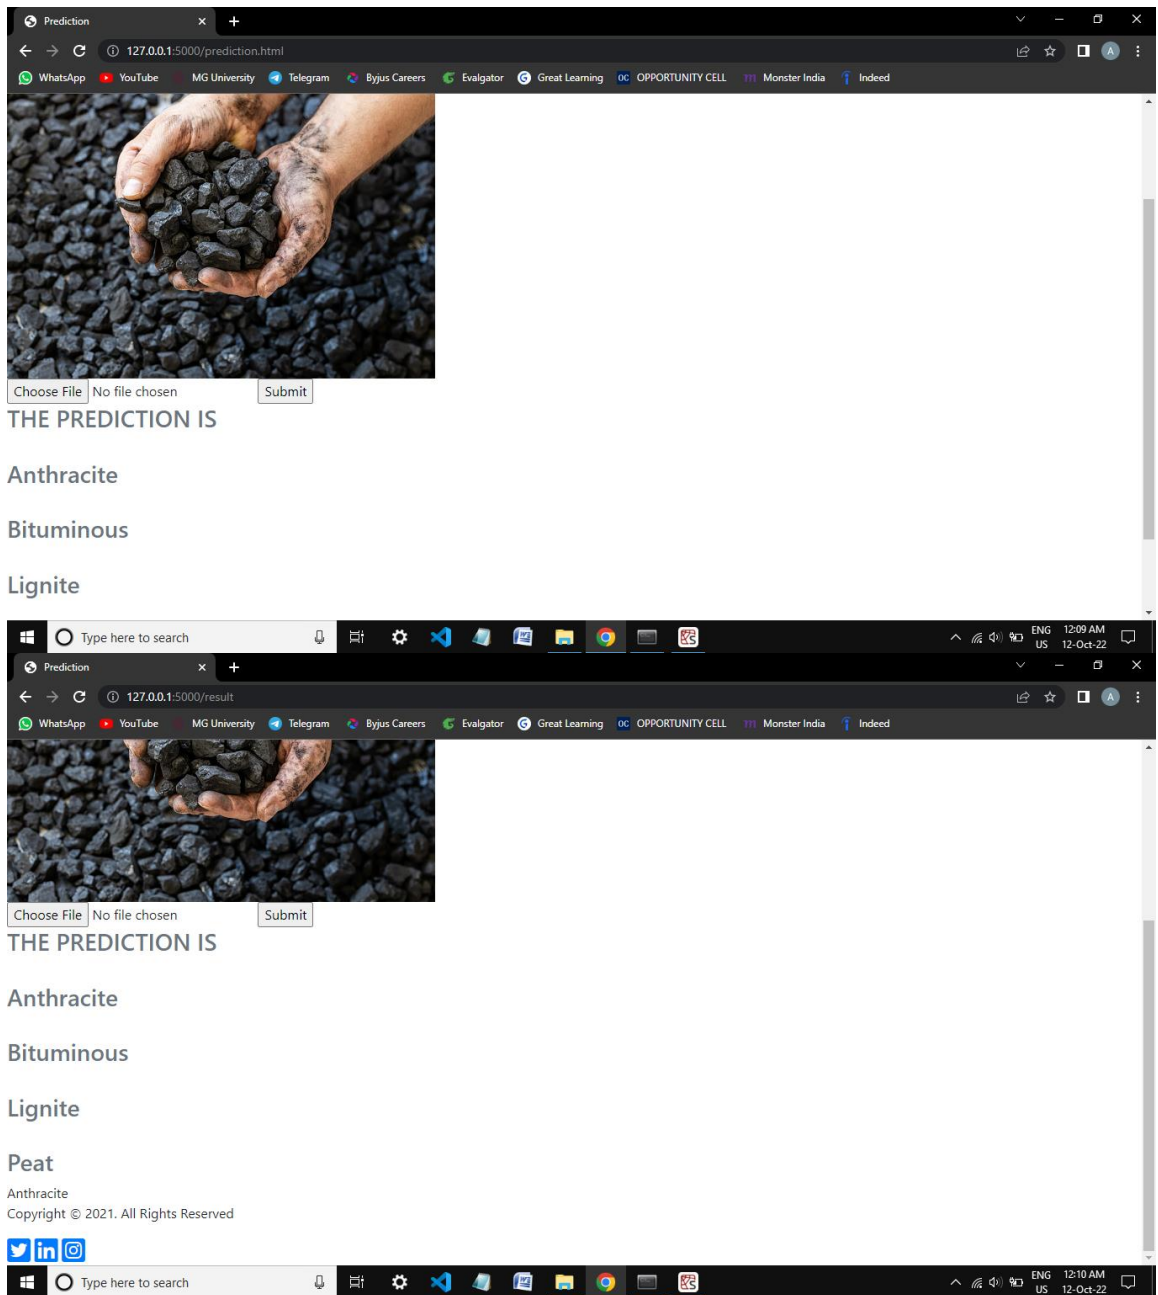 Prediction
127.0.0.1:5000/prediction.html
WhatsApp YouTube MG University Telegram Byjus Careers Evalgator Great Learning OC OPPORTUNITY CELL m Monster India Indeed
Choose File No file chosen Submit
THE PREDICTION IS
Anthracite
Bituminous
Lignite
Type here to search ENG 12:09 AM
US 12-Oct-22
Prediction
127.0.0.1:5000/result
WhatsApp YouTube MG University Telegram Byjus Careers Evalgator Great Learning OC OPPORTUNITY CELL m Monster India Indeed
Choose File No file chosen Submit
THE PREDICTION IS
Anthracite
Bituminous
Lignite
Peat
Anthracite
Copyright © 2021. All Rights Reserved
Type here to search ENG 12:10 AM
US 12-Oct-22